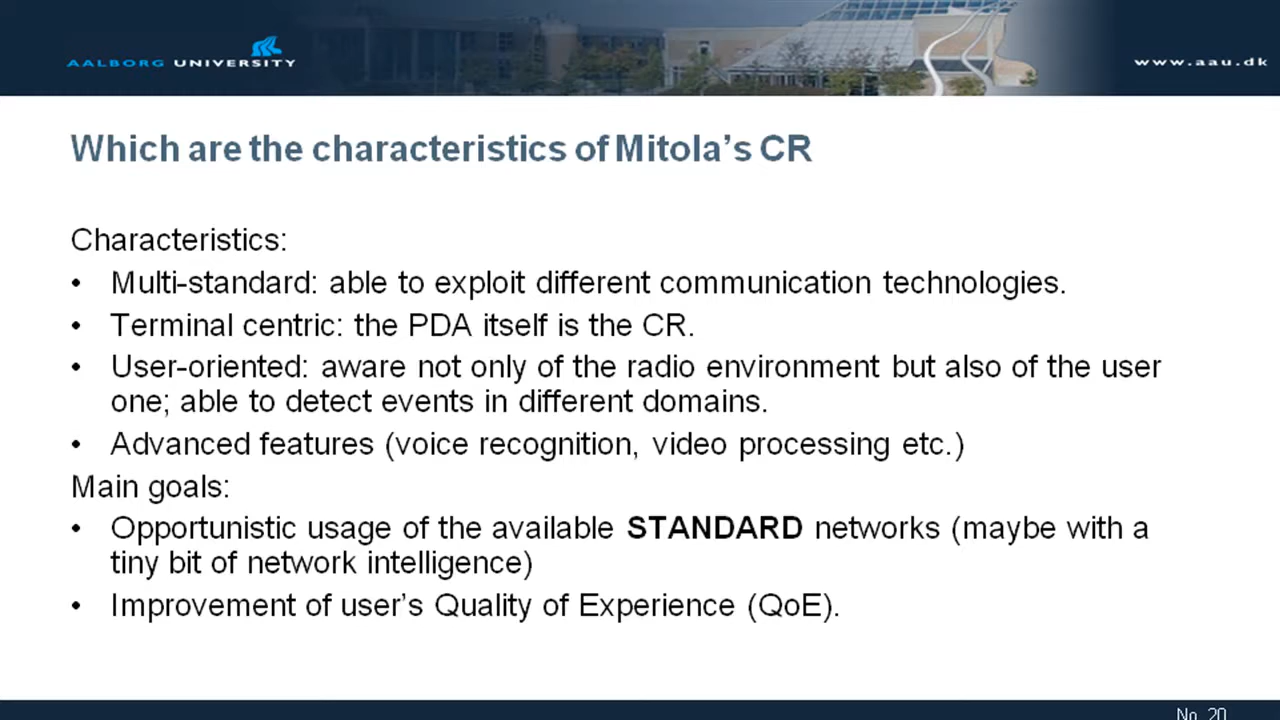 AALBORG UNIVERSITY
www.aau.dk
Which are the characteristics of Mitola's CR
Characteristics:
• Multi-standard: able to exploit different communication technologies.
• Terminal centric: the PDA itself is the CR.
• User-oriented: aware not only of the radio environment but also of the user
one; able to detect events in different domains.
• Advanced features (voice recognition, video processing etc.)
Main goals:
• Opportunistic usage of the available STANDARD networks (maybe with a
tiny bit of network intelligence)
• Improvement of user's Quality of Experience (QoE).
No. 20